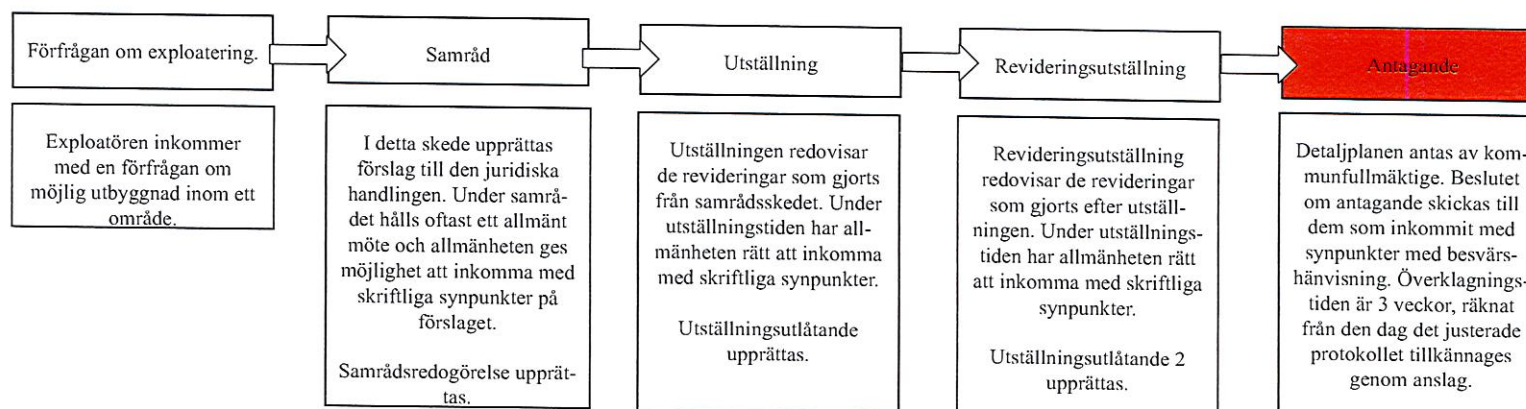 Förfrågan om exploatering.
Exploatören inkommer
med en förfrågan om
möjlig utbyggnad inom ett
område.
Samråd
I detta skede upprättas
förslag till den juridiska
handlingen. Under samrå-
det hålls oftast ett allmänt
möte och allmänheten ges
möjlighet att inkomma med
skriftliga synpunkter på
förslaget.
Samrådsredogörelse upprät-
tas.
Utställning
Utställningen redovisar
de revideringar som gjorts
från samrådsskedet. Under
utställningstiden har all-
mänheten rätt att inkomma
med skriftliga synpunkter.
Utställningsutlåtande
upprättas.
Revideringsutställning
Revideringsutställning
redovisar de revideringar
som gjorts efter utställ-
ningen. Under utställnings-
tiden har allmänheten rätt
att inkomma med skriftliga
synpunkter.
Utställningsutlåtande 2
upprättas.
Antagande
Detaljplanen antas av kom-
munfullmäktige. Beslutet
om antagande skickas till
dem som inkommit med
synpunkter med besvärs-
hänvisning. Överklagnings-
tiden är 3 veckor, räknat
från den dag det justerade
protokollet tillkännages
genom anslag.